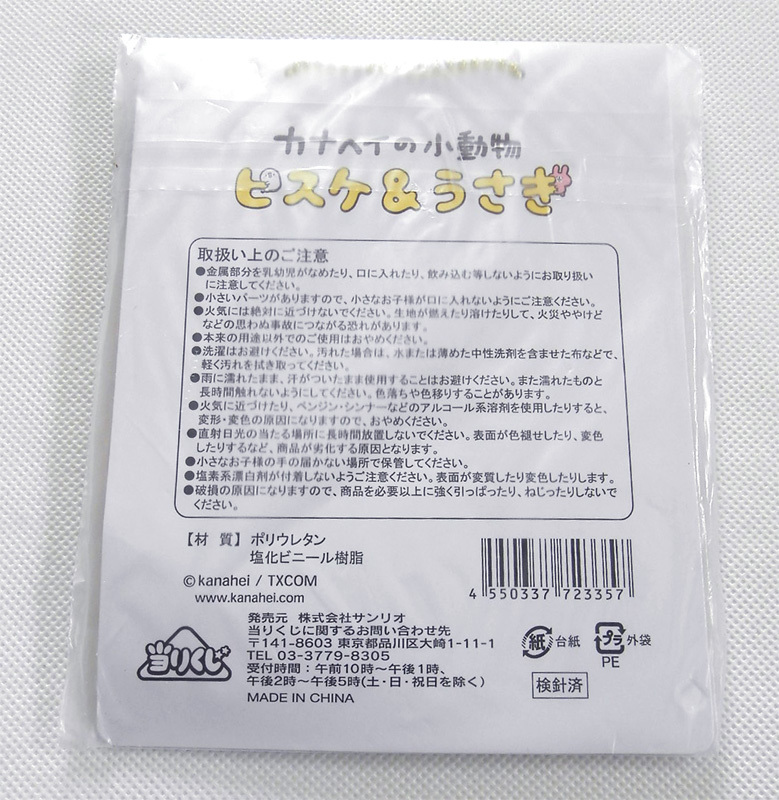 カナヘイの小動物
ピスケ&うさぎ
取扱い上のご注意
●金属部分を乳幼児がなめたり、口に入れたり、飲み込む等しないようにお取り扱い
に注意してください。
●小さいパーツがありますので、小さなお子様が口に入れないようにご注意ください。
●火気には絶対に近づけないでください。生地が燃えたり溶けたりして、火災ややけど
などの思わぬ事故につながる恐れがあります。
●本来の用途以外でのご使用はおやめください。
●洗濯はお避けください。汚れた場合は、水または薄めた中性洗剤を含ませた布などで、
軽く汚れを拭き取ってください。
●雨に濡れたまま、汗がついたまま使用することはお避けください。また濡れたものと
長時間触れないようにしてください。色落ちや色移りすることがあります。
●火気に近づけたり、ベンジン・シンナーなどのアルコール系溶剤を使用したりすると、
変形・変色の原因になりますので、おやめください。
●直射日光の当たる場所に長時間放置しないでください。表面が色褪せしたり、変色
したりするなど、商品が劣化する原因となります。
●小さなお子様の手の届かない場所で保管してください。
●塩素系漂白剤が付着しないようご注意ください。表面が変質したり変色したりします。
●破損の原因になりますので、商品を必要以上に強く引っぱったり、ねじったりしないで
ください。
【材 質】ポリウレタン
塩化ビニール樹脂
©kanahei / TXCOM
www.kanahei.com
4 550337 723357
当りくじ
発売元 株式会社サンリオ
当りくじに関するお問い合わせ先
〒141-8603 東京都品川区大崎1-11-1
TEL 03-3779-8305
受付時間:午前10時〜午後1時、
午後2時〜午後5時(土・日・祝日を除く)
MADE IN CHINA
紙 台紙
プラ 外袋
PE
検針済